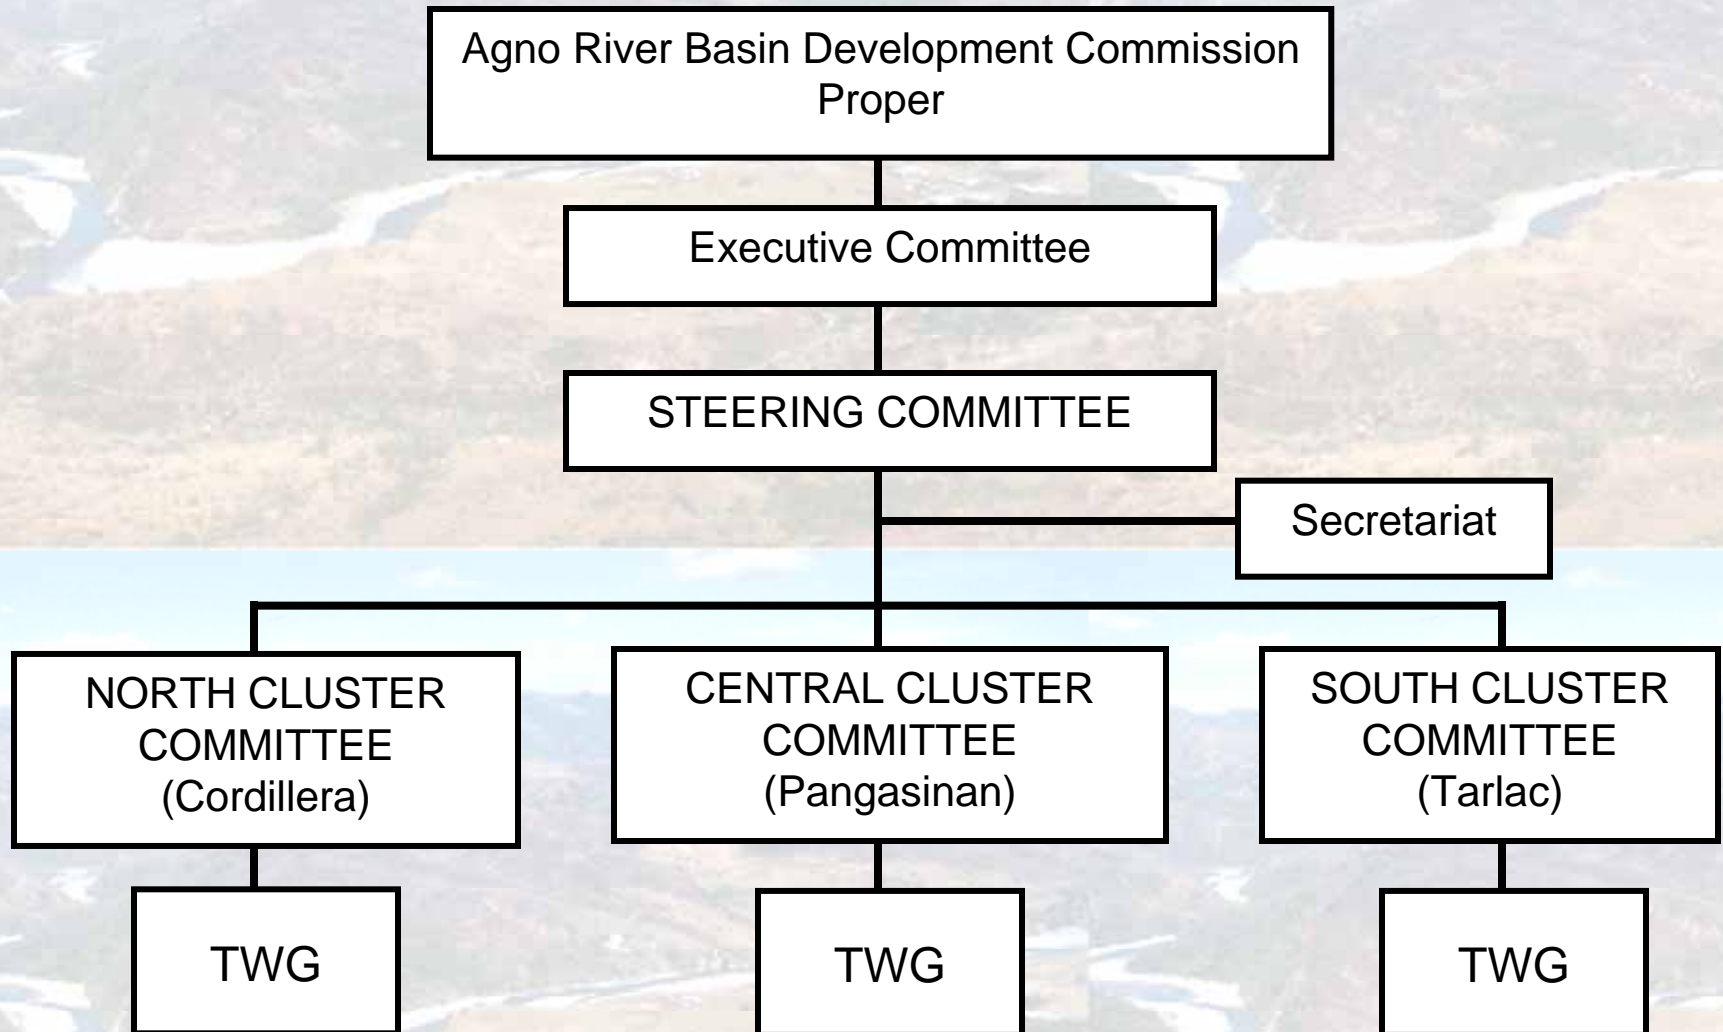 Agno River Basin Development Commission
Proper
Executive Committee
STEERING COMMITTEE
Secretariat
NORTH CLUSTER
COMMITTEE
(Cordillera)
CENTRAL CLUSTER
COMMITTEE
(Pangasinan)
SOUTH CLUSTER
COMMITTEE
(Tarlac)
TWG
TWG
TWG